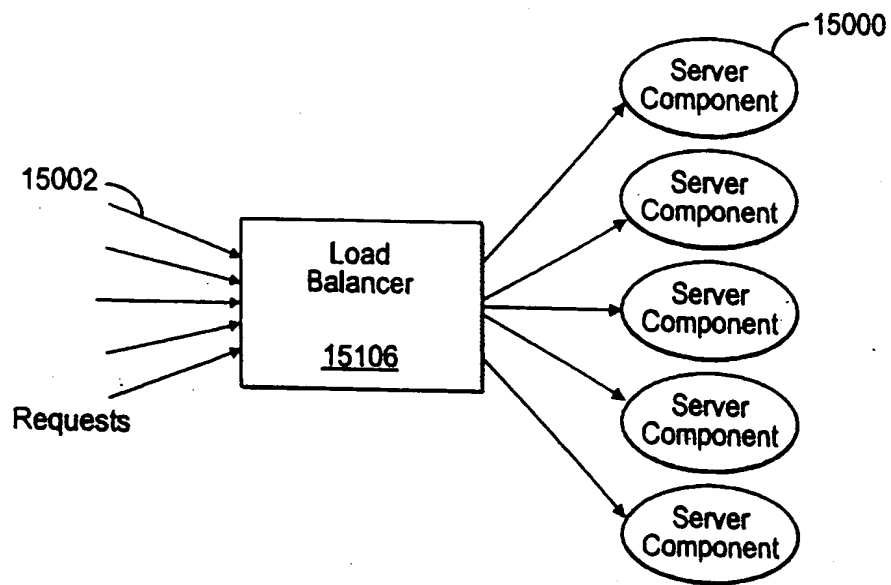 15000
Server
Component
15002
Server
Component
Load
Balancer
15106
Server
Component
Requests
Server
Component
Server
Component